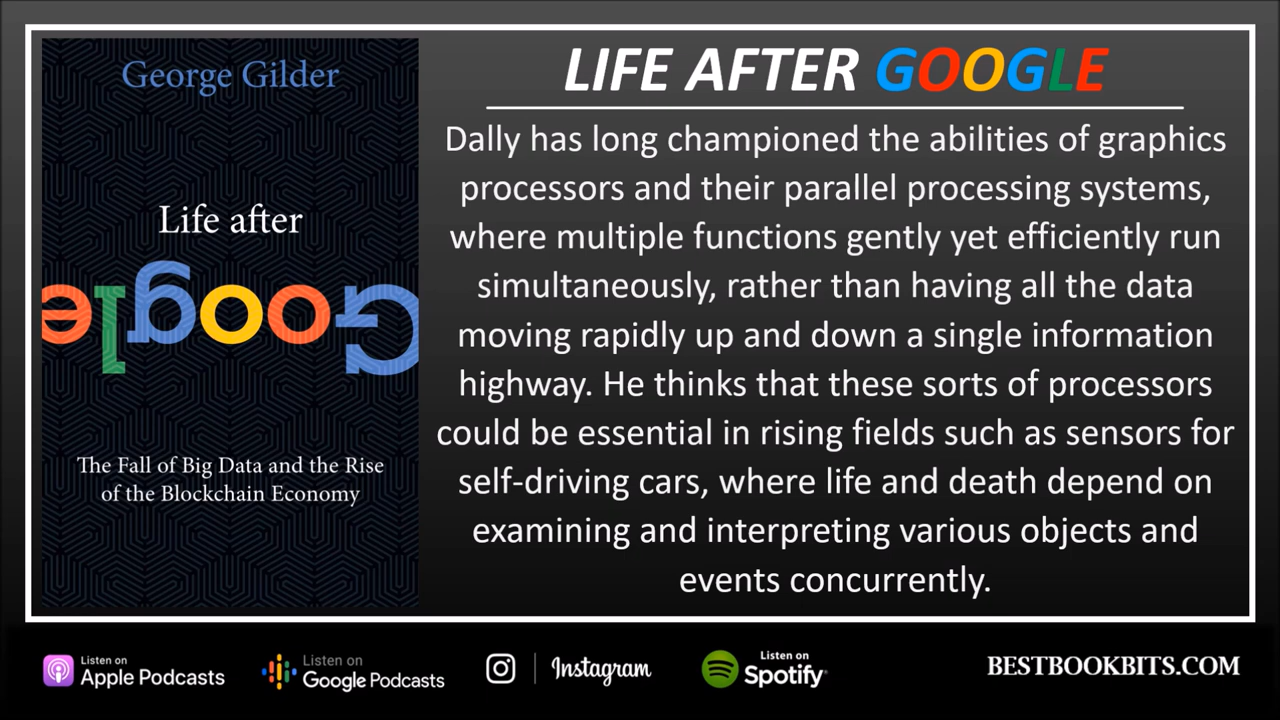 George Gilder
Life after
Google
The Fall of Big Data and the Rise
of the Blockchain Economy
LIFE AFTER GOOGLE
Dally has long championed the abilities of graphics
processors and their parallel processing systems,
where multiple functions gently yet efficiently run
simultaneously, rather than having all the data
moving rapidly up and down a single information
highway. He thinks that these sorts of processors
could be essential in rising fields such as sensors for
self-driving cars, where life and death depend on
examining and interpreting various objects and
events concurrently.
Listen on
Apple Podcasts
Listen on
Google Podcasts
Instagram
Listen on
Spotify
BESTBOOKBITS.COM